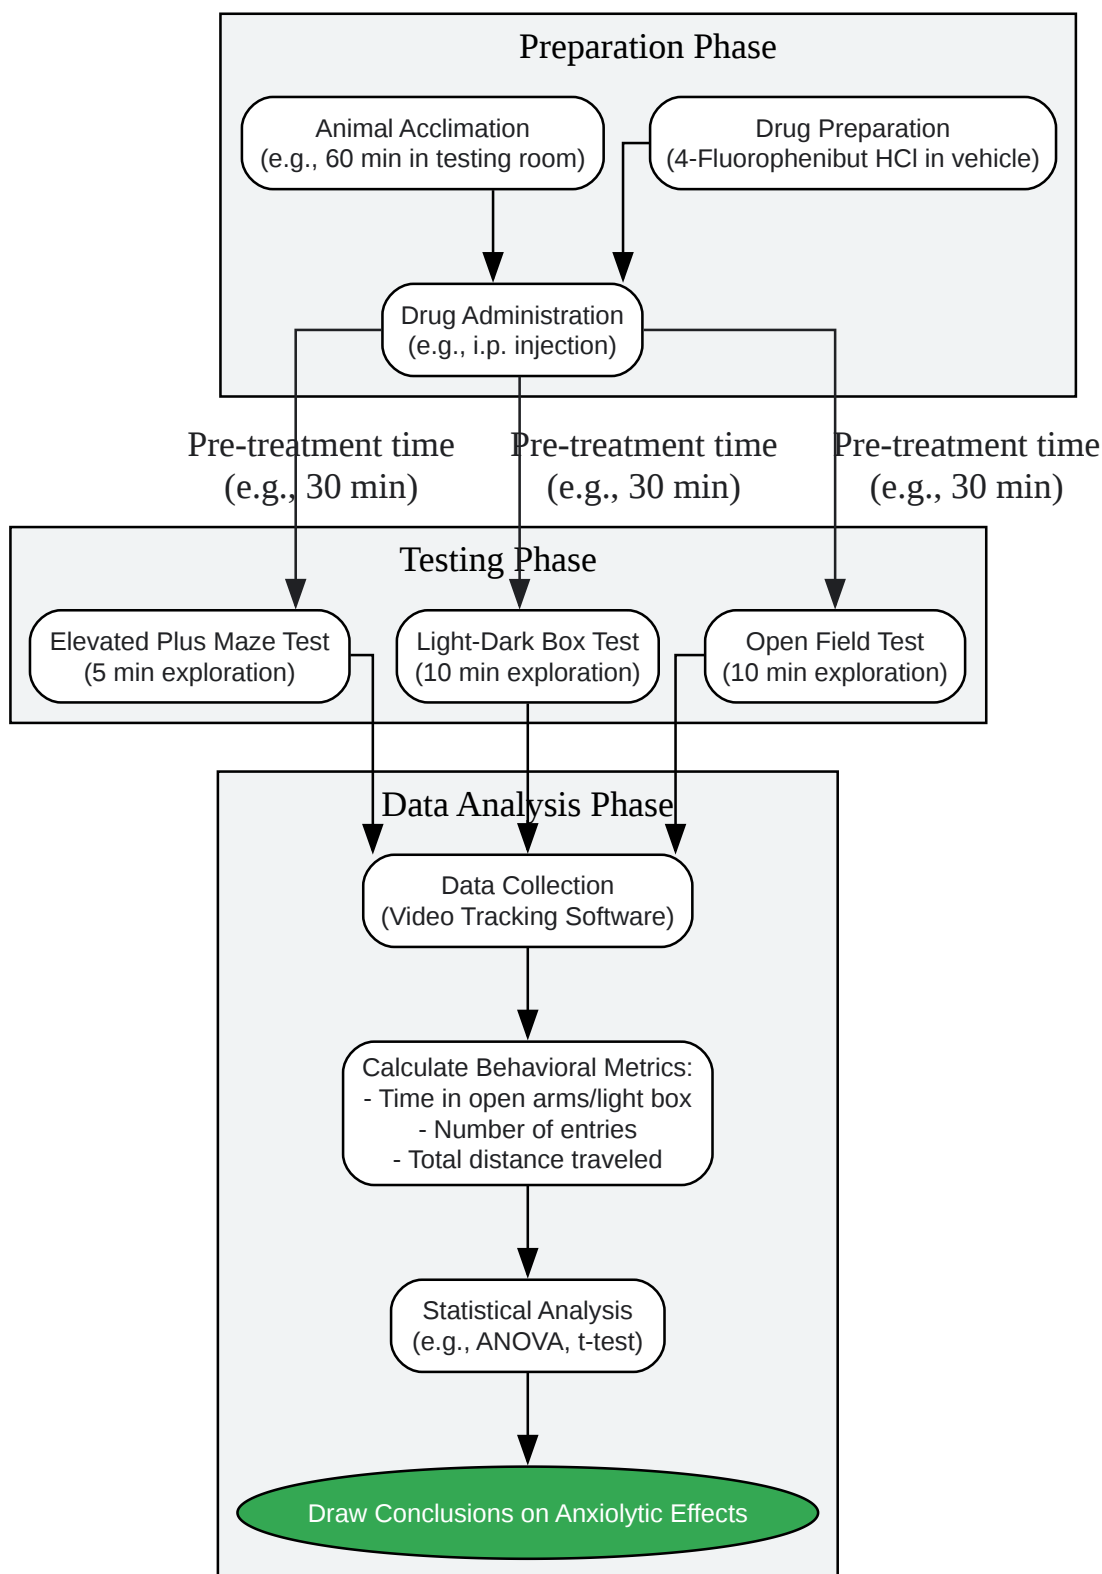 Preparation Phase
Animal Acclimation
(e.g., 60 min in testing room)
Drug Preparation
(4-Fluorophenibut HCl in vehicle)
Drug Administration
(e.g., i.p. injection)
Pre-treatment time
(e.g., 30 min)
Pre-treatment time
(e.g., 30 min)
Pre-treatment time
(e.g., 30 min)
Testing Phase
Elevated Plus Maze Test
(5 min exploration)
Light-Dark Box Test
(10 min exploration)
Open Field Test
(10 min exploration)
Data Analysis Phase
Data Collection
(Video Tracking Software)
Calculate Behavioral Metrics:
- Time in open arms/light box
- Number of entries
- Total distance traveled
Statistical Analysis
(e.g., ANOVA, t-test)
Draw Conclusions on Anxiolytic Effects